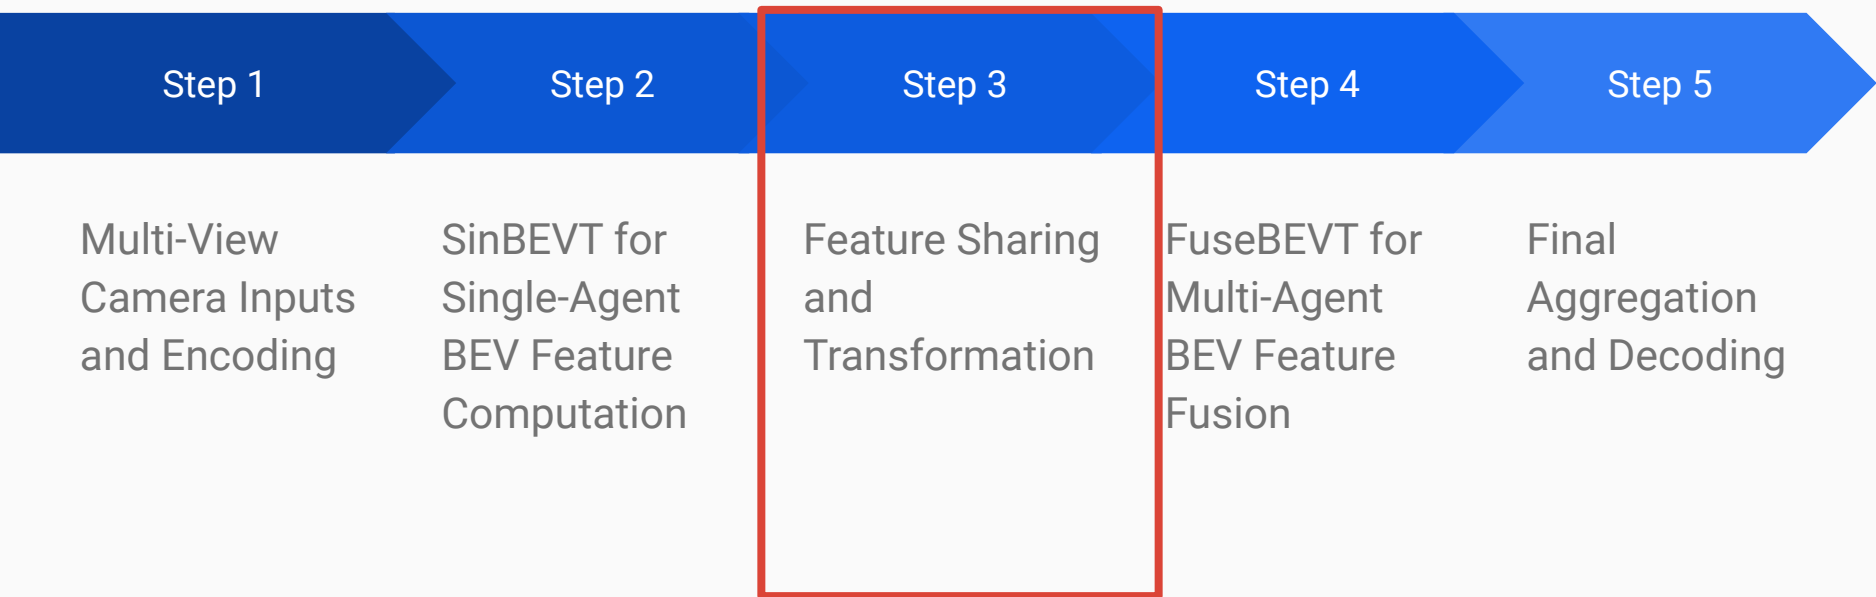 Step 1
Step 2
Step 3
Step 4
Step 5
Multi-View
Camera Inputs
and Encoding
SinBEVT for
Single-Agent
BEV Feature
Computation
Feature Sharing
and
Transformation
FuseBEVT for
Multi-Agent
BEV Feature
Fusion
Final
Aggregation
and Decoding